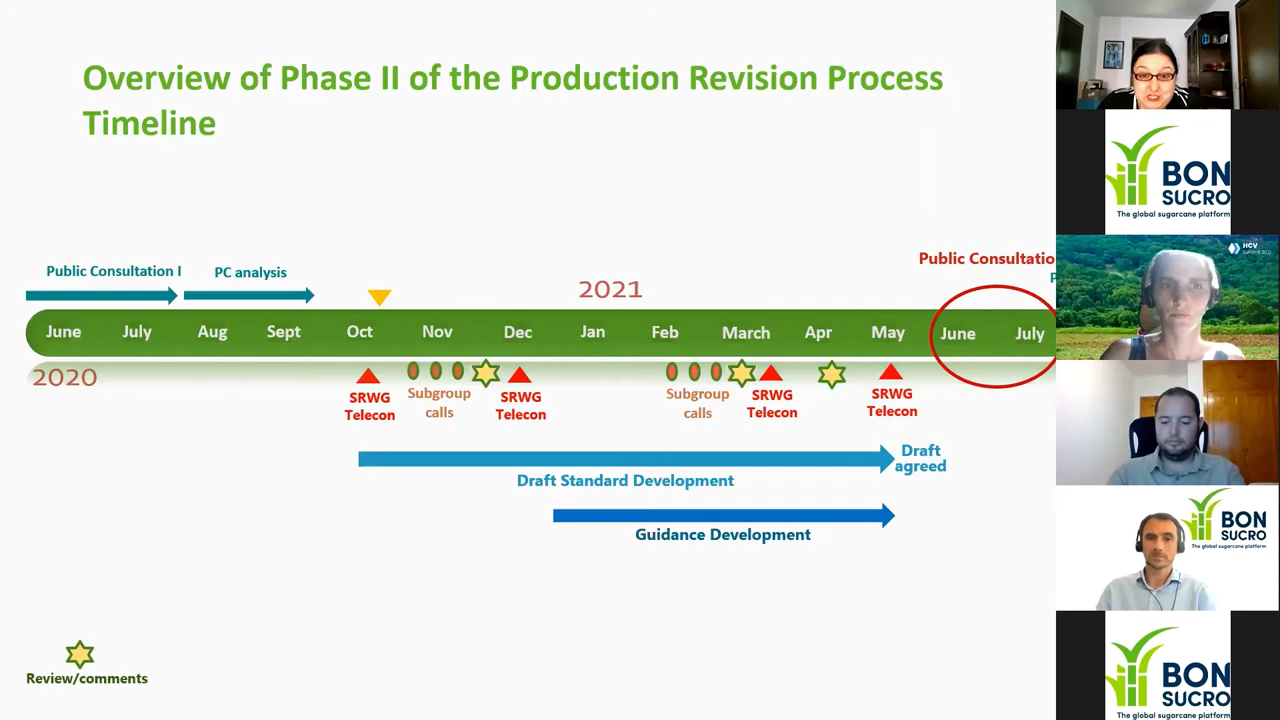 Overview of Phase II of the Production Revision Process
Timeline
Public Consultation I
PC analysis
2021
Public Consultatio
June
July
Aug
Sept
Oct
Nov
Dec
Jan
Feb
March
Apr
May
June
July
2020
SRWG
Telecon
Subgroup
calls
SRWG
Telecon
Subgroup
calls
SRWG
Telecon
SRWG
Telecon
Draft
agreed
Draft Standard Development
Guidance Development
Review/comments
BON
SUCRO
The global sugarcane platform
HCV
BON
SUCRO
The global sugarcane platform
BON
SUCRO
The global sugarcane platform